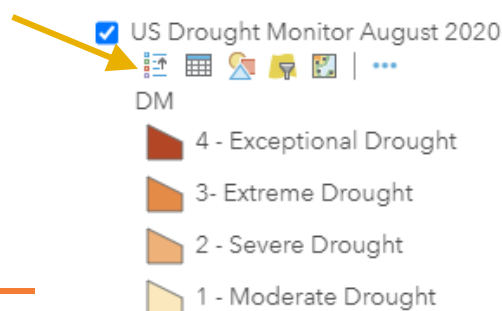 US Drought Monitor August 2020
DM
4 - Exceptional Drought
3- Extreme Drought
2 - Severe Drought
1 - Moderate Drought